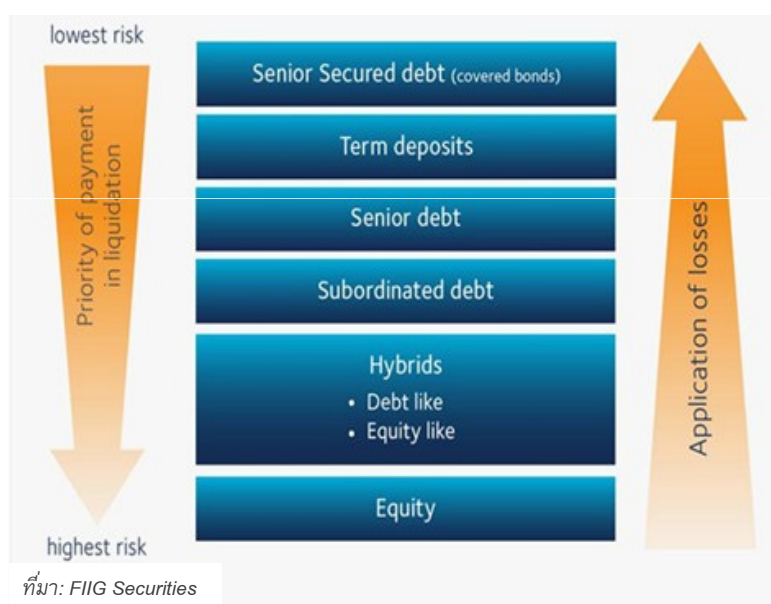 lowest risk
Priority of payment
in liquidation
Senior Secured debt (covered bonds)
Term deposits
Senior debt
Subordinated debt
Hybrids
• Debt like
• Equity like
Equity
Application of losses
highest risk
ที่มา: FIIG Securities